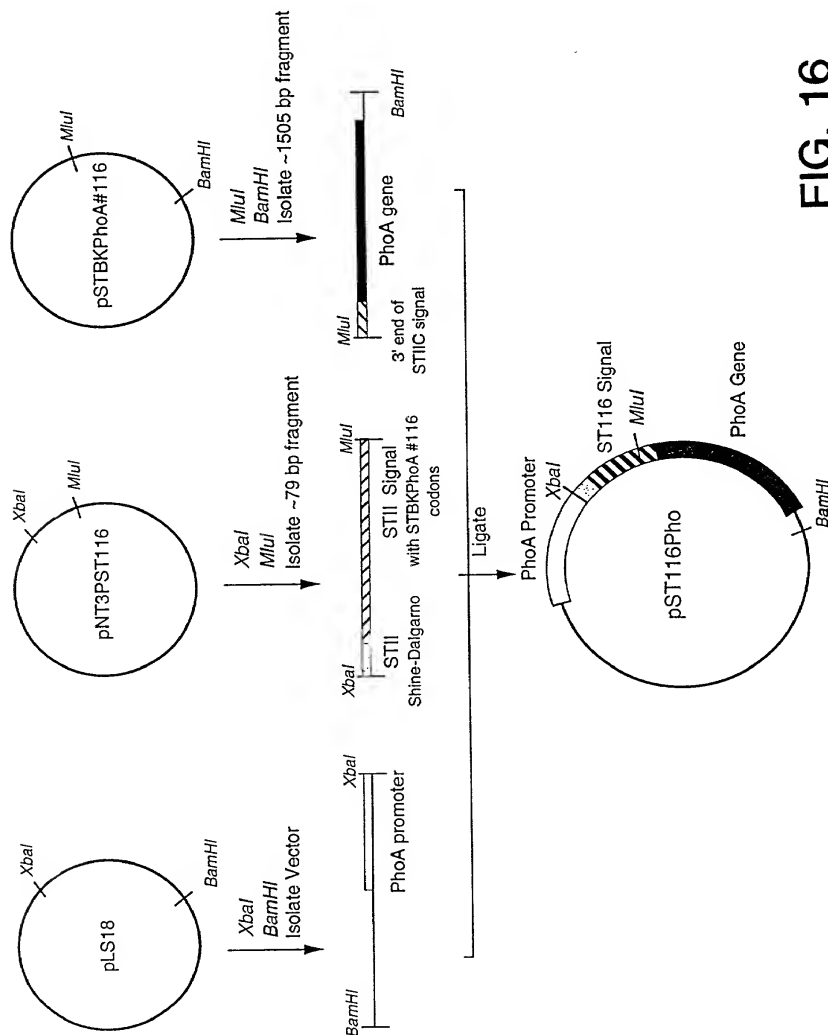 XbaI
pLS18
BamHI
XbaI
BamHI
Isolate Vector
BamHI
XbaI
PhoA promoter
XbaI
MluI
pNT3PST116
XbaI
MluI
Isolate ~79 bp fragment
XbaI
MluI
STII
Shine-Dalgarno
STII Signal
with STBKPhoA #116
codons
MluI
pSTBKPhoA#116
BamHI
MluI
BamHI
Isolate ~1505 bp fragment
MluI
BamHI
3' end of
STIIC signal
PhoA gene
Ligate
PhoA Promoter
XbaI
ST116 Signal
MluI
PhoA Gene
pST116Pho
BamHI
FIG. 16